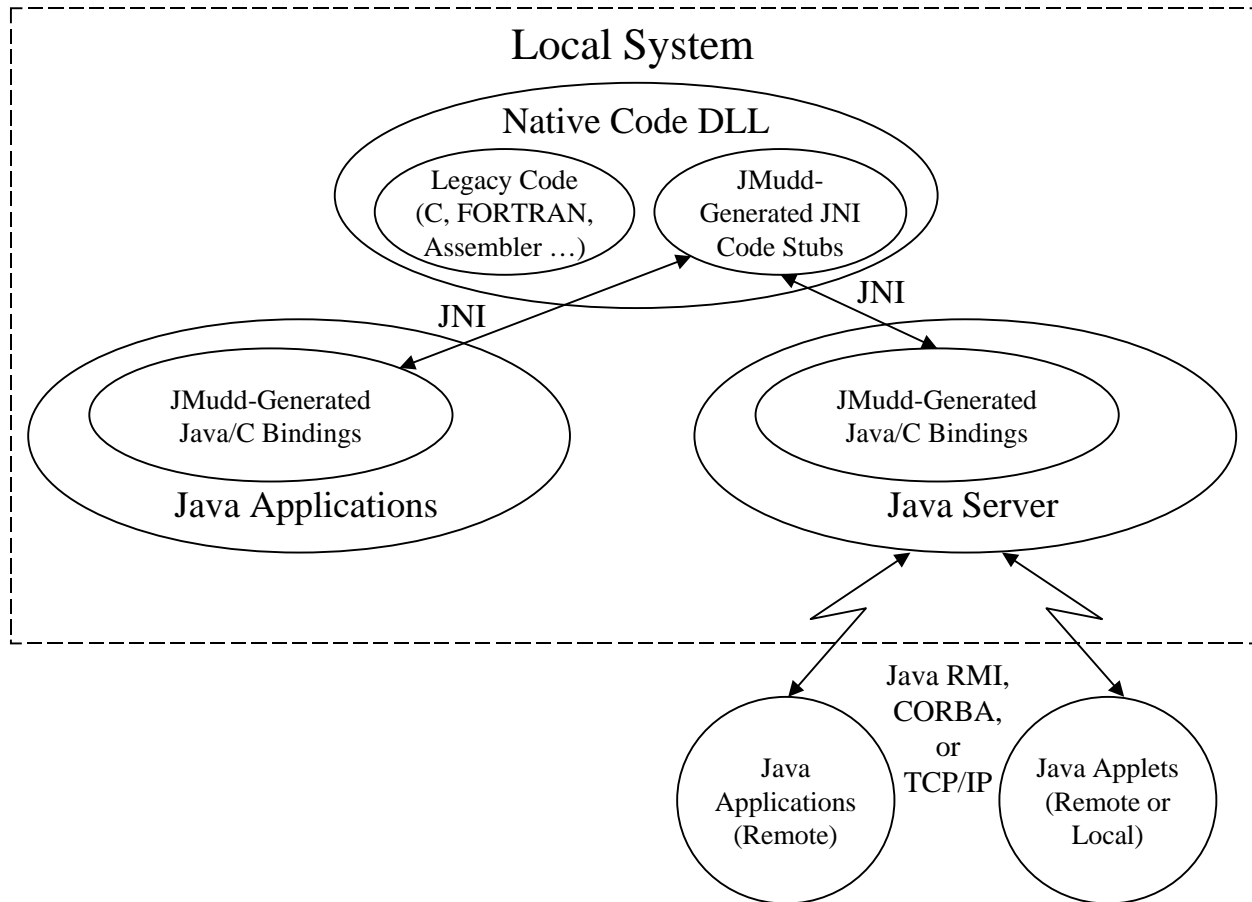 Local System
Native Code DLL
Legacy Code
(C, FORTRAN,
Assembler …)
JMudd-
Generated JNI
Code Stubs
JNI
JNI
JMudd-Generated
Java/C Bindings
Java Applications
JMudd-Generated
Java/C Bindings
Java Server
Java RMI,
CORBA,
or
TCP/IP
Java
Applications
(Remote)
Java Applets
(Remote or
Local)